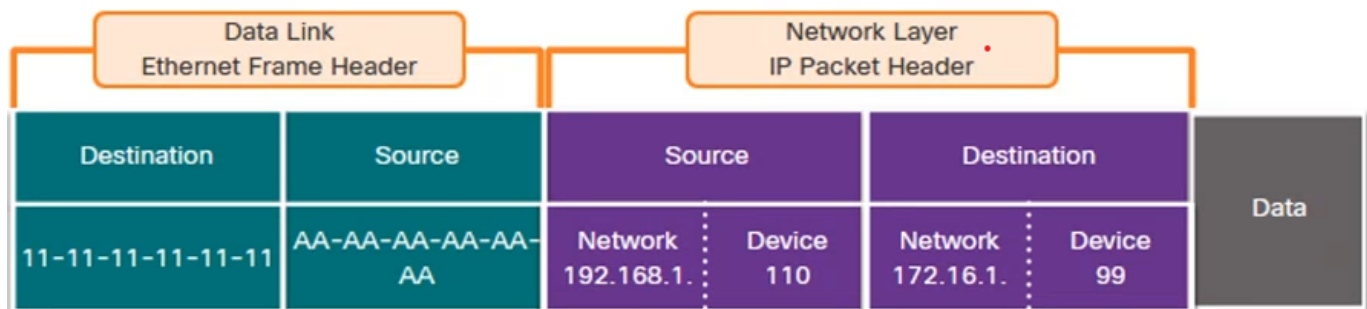 Data Link
Ethernet Frame Header
Network Layer
IP Packet Header
Destination
Source
Source
Destination
Data
11-11-11-11-11-11
AA-AA-AA-AA-AA-
AA
Network
192.168.1.
Device
110
Network
172.16.1.
Device
99